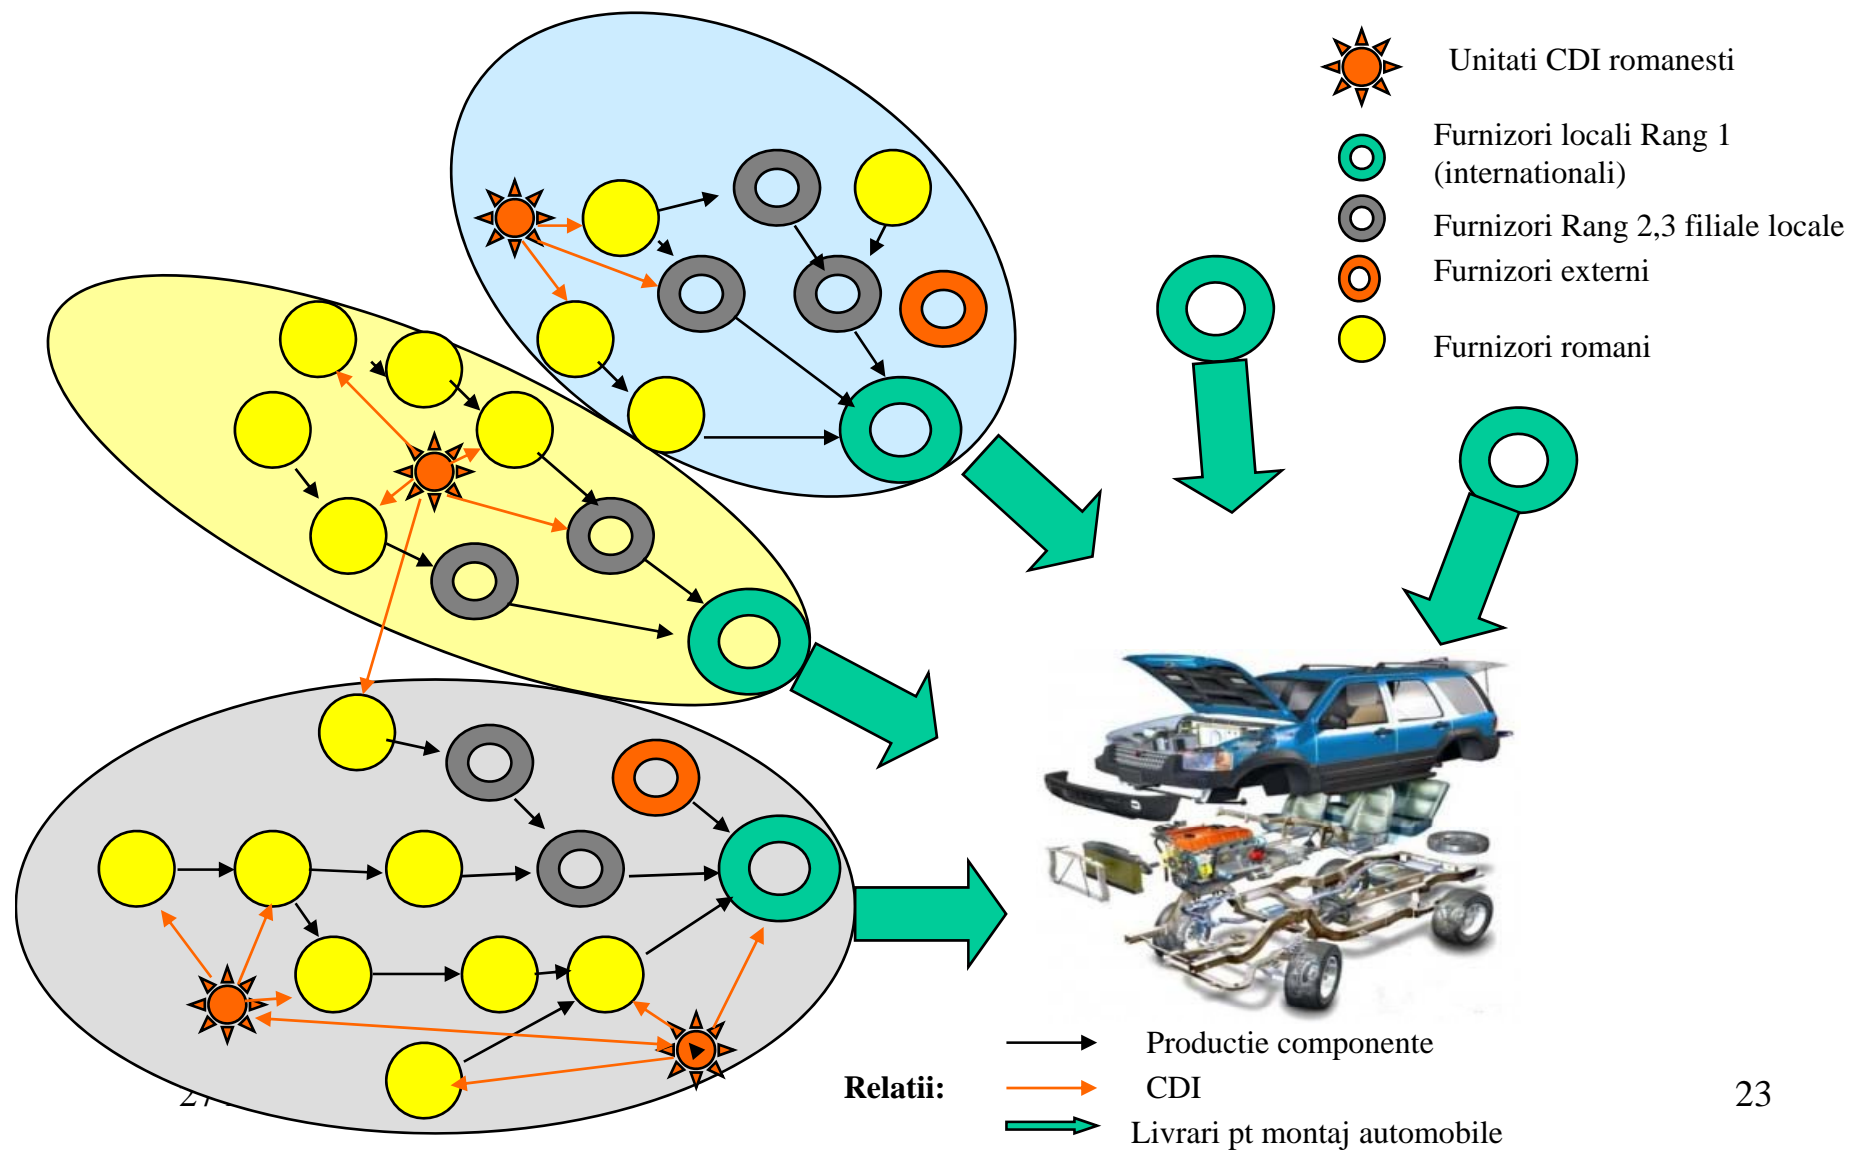 Unitati CDI romanesti
Furnizori locali Rang 1
(internationali)
Furnizori Rang 2,3 filiale locale
Furnizori externi
Furnizori romani
Productie componente
Relatii:
CDI
23
Livrari pt montaj automobile